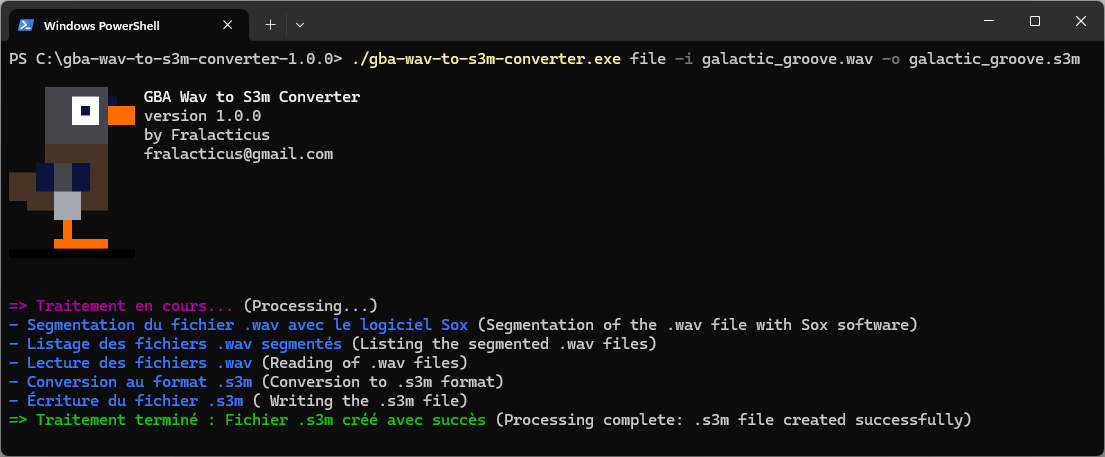 Windows PowerShell
PS C:\gba-wav-to-s3m-converter-1.0.0> ./gba-wav-to-s3m-converter.exe file -i galactic_groove.wav -o galactic_groove.s3m
GBA Wav to S3m Converter
version 1.0.0
by Fralacticus
fralacticus@gmail.com
=> Traitement en cours... (Processing...)
- Segmentation du fichier .wav avec le logiciel Sox (Segmentation of the .wav file with Sox software)
- Listage des fichiers .wav segmentés (Listing the segmented .wav files)
- Lecture des fichiers .wav (Reading of .wav files)
- Conversion au format .s3m (Conversion to .s3m format)
- Écriture du fichier .s3m ( Writing the .s3m file)
=> Traitement terminé : Fichier .s3m créé avec succès (Processing complete: .s3m file created successfully)